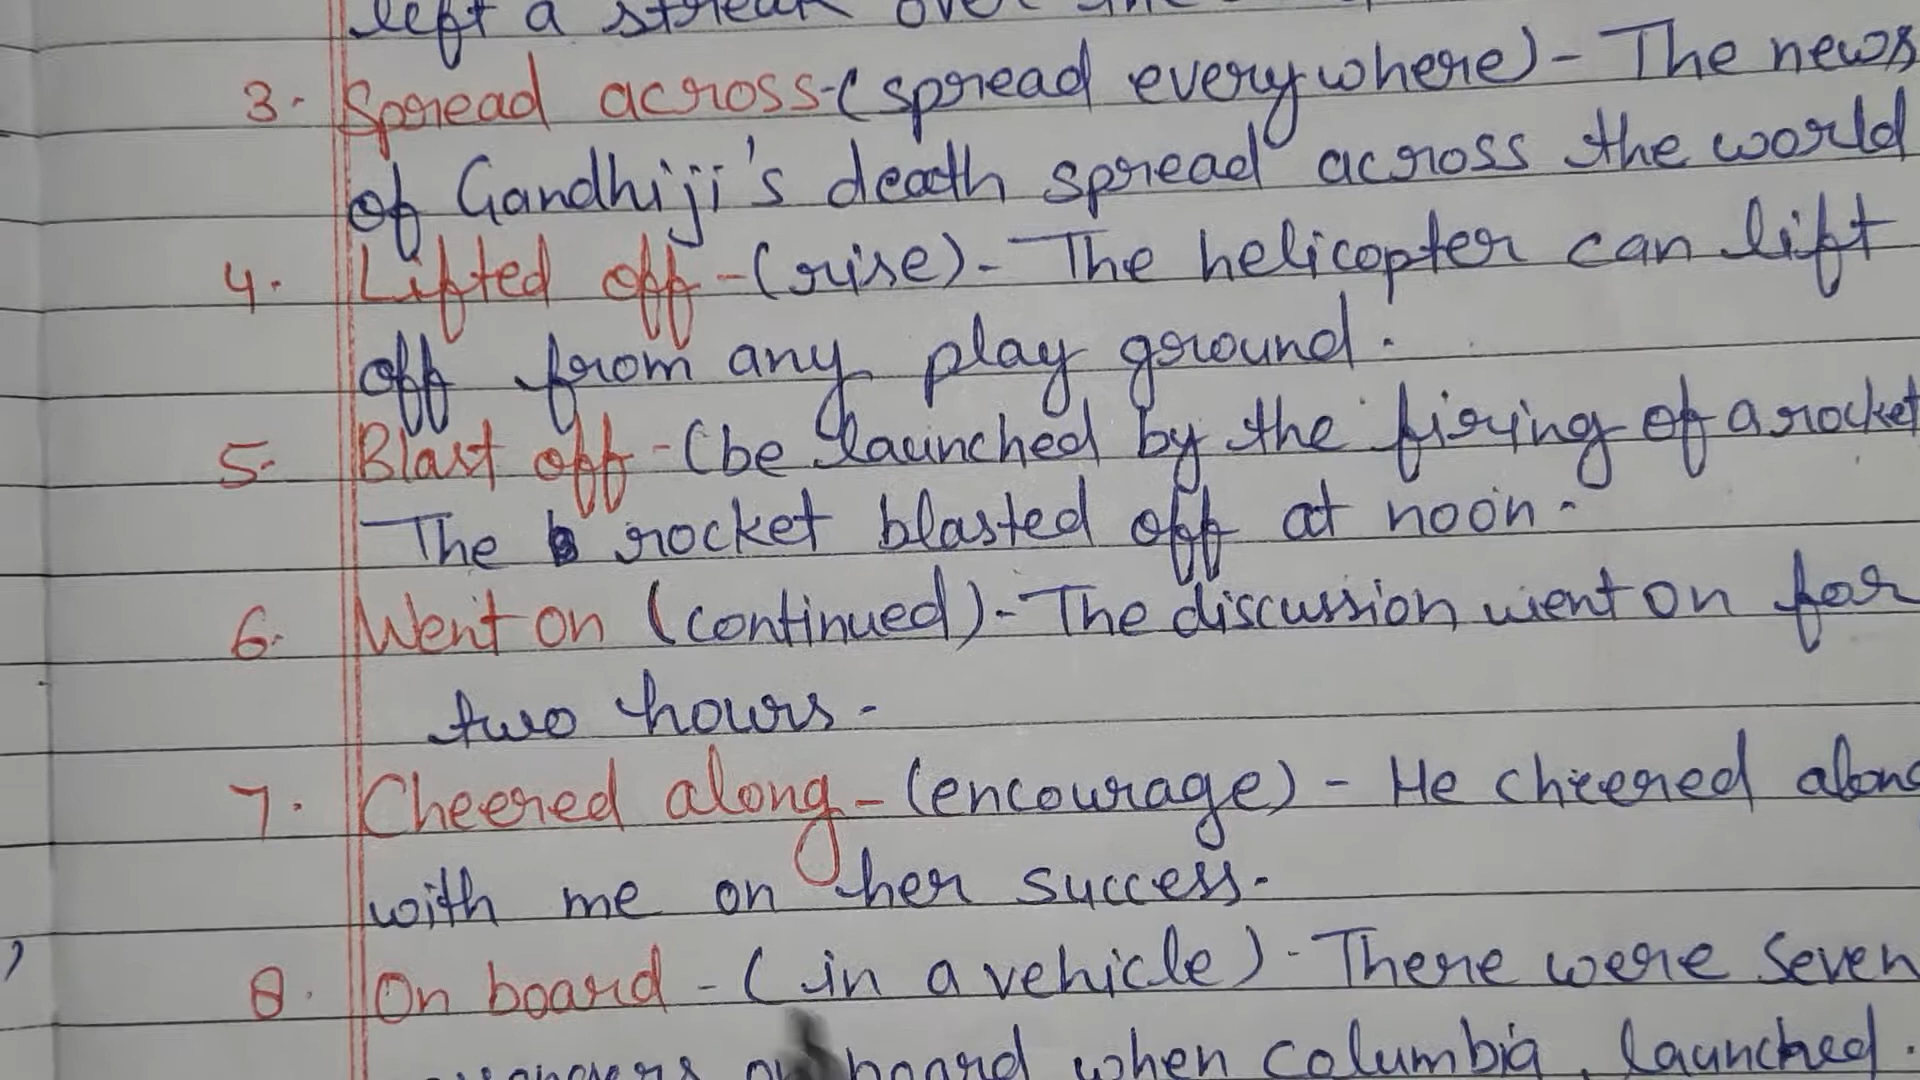 left a streak over the
3. Spread across-(spread everywhere)- The news
of Gandhiji's death spread across the world
4. Lifted off -(rise)- The helicopter can lift
off from any play ground.
5. Blast off -(be launched by the firing of a rocket
The rocket blasted off at noon.
6. Went on (continued)- The discussion went on for
two hours.
7. Cheered along - (encourage) - He cheered along
with me on her success.
8. On board - (in a vehicle). There were seven
board when columbia launched.